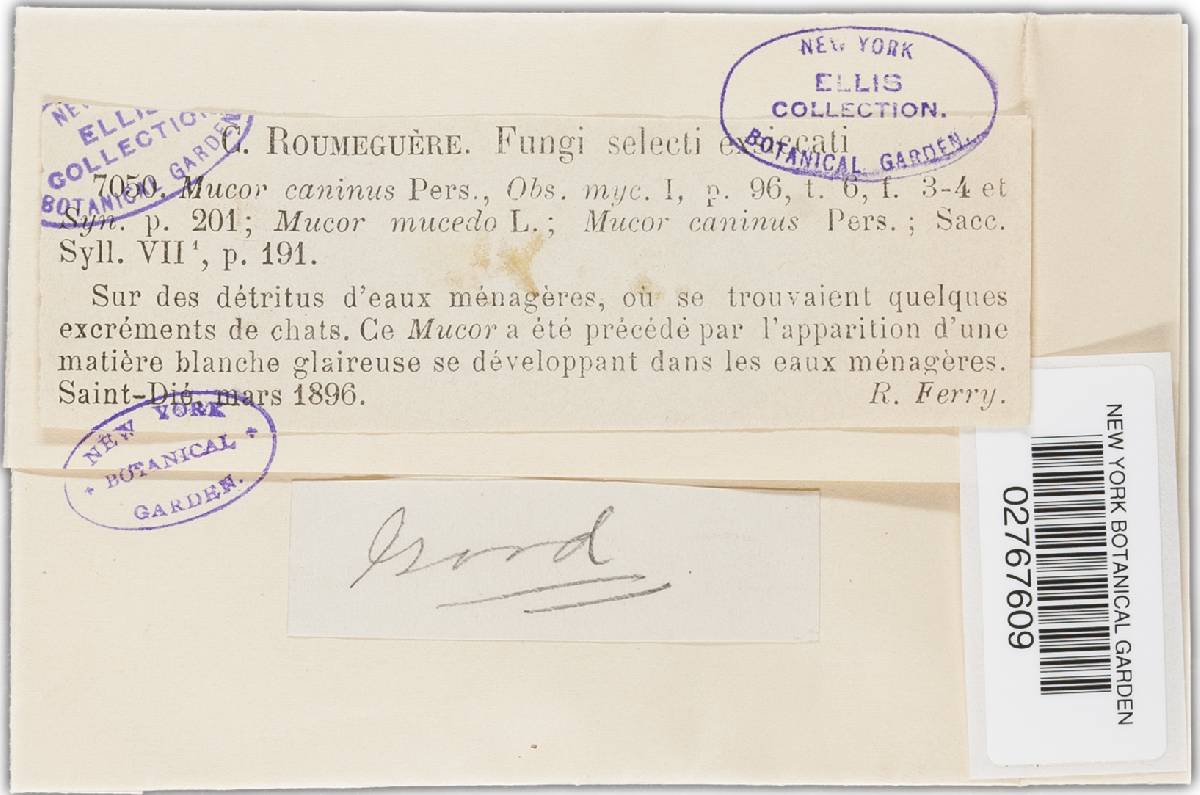 NEW YORK
ELLIS
COLLECTION.
BOTANICAL GARDEN.
NEW
ELLIS
COLLECTION.
BOTANICAL GARDEN
C. ROUMEGUÈRE. Fungi selecti exsiccati
7050. Mucor caninus Pers., Obs. myc. I, p. 96, t. 6, f. 3-4 et
Syn. p. 201; Mucor mucedo L.; Mucor caninus Pers.; Sacc.
Syll. VII¹, p. 191.
Sur des détritus d'eaux ménagères, où se trouvaient quelques
excréments de chats. Ce Mucor a été précédé par l'apparition d'une
matière blanche glaireuse se développant dans les eaux ménagères.
Saint-Dié, mars 1896. R. Ferry.
NEW YORK
BOTANICAL
GARDEN.
Good
NEW YORK BOTANICAL GARDEN
02767609